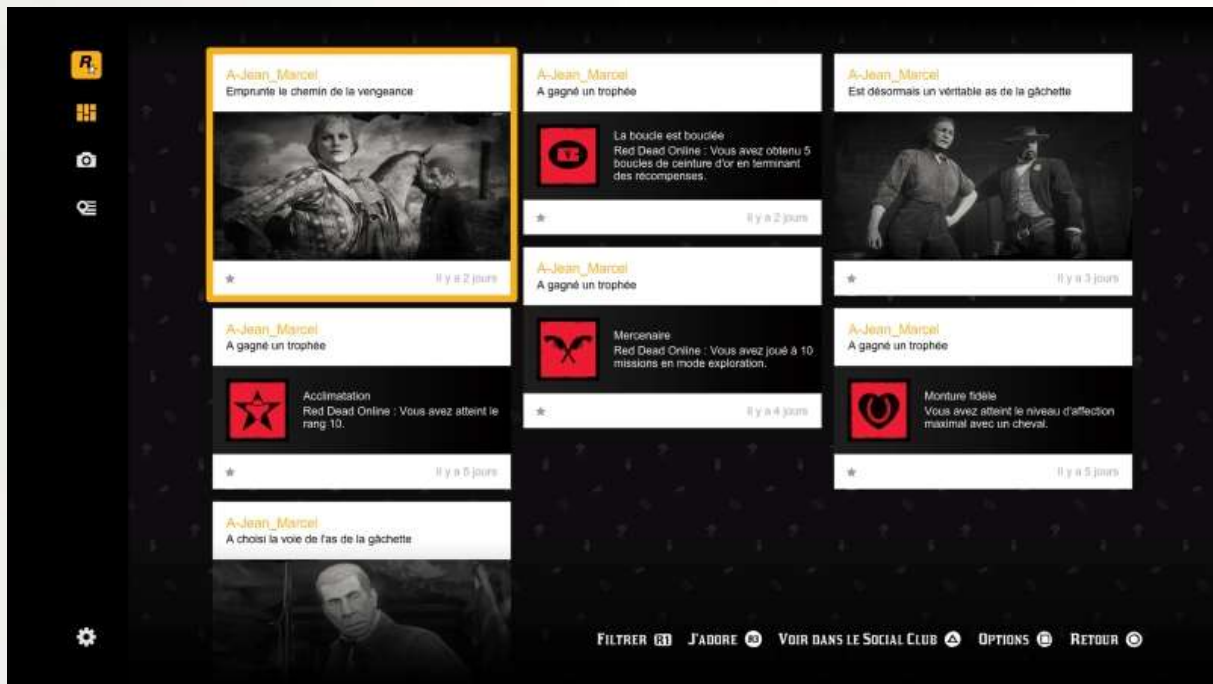 A-Jean_Marcel
Emprunte le chemin de la vengeance
Il y a 2 jours
A-Jean_Marcel
A gagné un trophée
Acclimatation
Red Dead Online : Vous avez atteint le
rang 10.
Il y a 5 jours
A-Jean_Marcel
A choisi la voie de l'as de la gâchette
A-Jean_Marcel
A gagné un trophée
La boucle est bouclée
Red Dead Online : Vous avez obtenu 5
boucles de ceinture d'or en terminant
des récompenses.
Il y a 2 jours
A-Jean_Marcel
A gagné un trophée
Mercenaire
Red Dead Online : Vous avez joué à 10
missions en mode exploration.
Il y a 4 jours
A-Jean_Marcel
Est désormais un véritable as de la gâchette
Il y a 3 jours
A-Jean_Marcel
A gagné un trophée
Monture fidèle
Vous avez atteint le niveau d'affection
maximal avec un cheval.
Il y a 5 jours
R
FILTRER R1 J'ADORE R3 VOIR DANS LE SOCIAL CLUB OPTIONS RETOUR